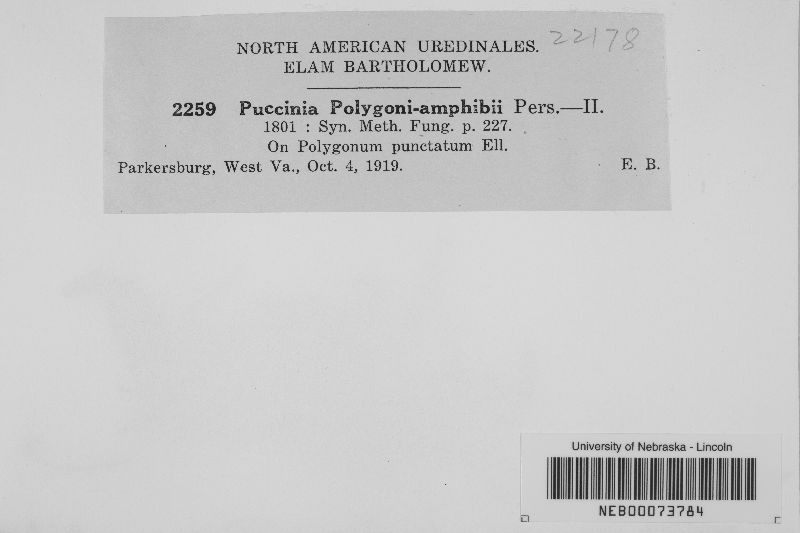 NORTH AMERICAN UREDINALES. 22178
ELAM BARTHOLOMEW.
2259 Puccinia Polygoni-amphibii Pers.—II.
1801 : Syn. Meth. Fung. p. 227.
On Polygonum punctatum Ell.
Parkersburg, West Va., Oct. 4, 1919. E. B.
University of Nebraska - Lincoln
NEB00073784